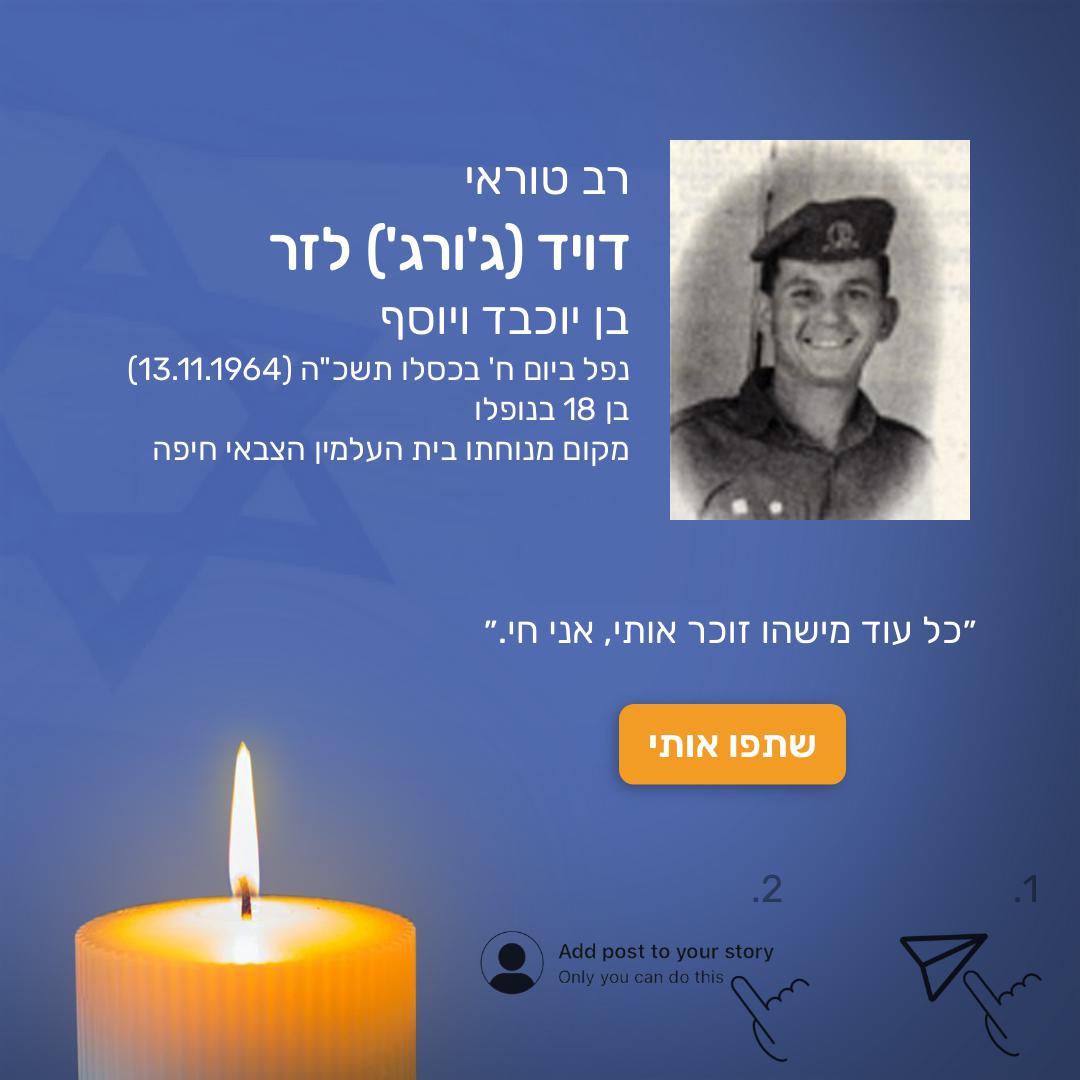 רב טוראי
דויד (ג'ורג') לזר
בן יוכבד ויוסף
נפל ביום ח' בכסלו תשכ"ה (13.11.1964)
בן 18 בנופלו
מקום מנוחתו בית העלמין הצבאי חיפה
״כל עוד מישהו זוכר אותי, אני חי.״
שתפו אותי
1.
2.
Add post to your story
Only you can do this